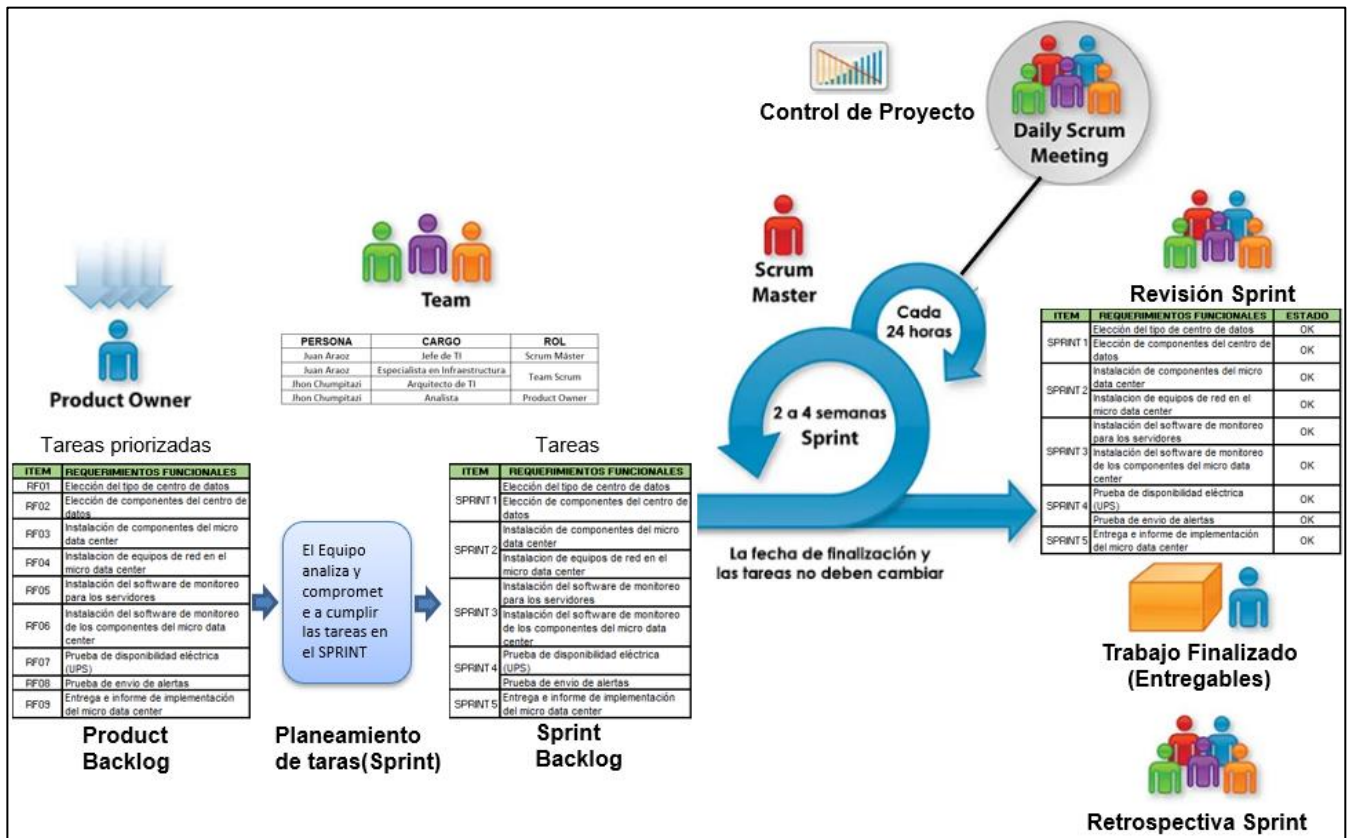 Control de Proyecto
Daily Scrum
Meeting
Scrum
Master
Cada
24 horas
2 a 4 semanas
Sprint
La fecha de finalización y
las tareas no deben cambiar
Team
PERSONA CARGO ROL
Juan Araoz Jefe de TI Scrum Máster
Juan Araoz Especialista en Infraestructura Team Scrum
Jhon Chumpitazi Arquitecto de TI
Jhon Chumpitazi Analista Product Owner
Product Owner
Tareas priorizadas
ITEM REQUERIMIENTOS FUNCIONALES
RF01 Elección del tipo de centro de datos
RF02 Elección de componentes del centro de
datos
RF03 Instalación de componentes del micro
data center
RF04 Instalacion de equipos de red en el
micro data center
RF05 Instalación del software de monitoreo
para los servidores
RF06 Instalación del software de monitoreo
de los componentes del micro data
center
RF07 Prueba de disponibilidad eléctrica
(UPS)
RF08 Prueba de envio de alertas
RF09 Entrega e informe de implementación
del micro data center
Product
Backlog
El Equipo
analiza y
compromet
e a cumplir
las tareas en
el SPRINT
Planeamiento
de taras(Sprint)
Tareas
ITEM REQUERIMIENTOS FUNCIONALES
SPRINT 1 Elección del tipo de centro de datos
Elección de componentes del centro de
datos
SPRINT 2 Instalación de componentes del micro
data center
Instalacion de equipos de red en el
micro data center
SPRINT 3 Instalación del software de monitoreo
para los servidores
Instalación del software de monitoreo
de los componentes del micro data
center
SPRINT 4 Prueba de disponibilidad eléctrica
(UPS)
Prueba de envio de alertas
SPRINT 5 Entrega e informe de implementación
del micro data center
Sprint
Backlog
Revisión Sprint
ITEM REQUERIMIENTOS FUNCIONALES ESTADO
SPRINT 1 Elección del tipo de centro de datos OK
Elección de componentes del centro de
datos OK
SPRINT 2 Instalación de componentes del micro
data center OK
Instalacion de equipos de red en el
micro data center OK
SPRINT 3 Instalación del software de monitoreo
para los servidores OK
Instalación del software de monitoreo
de los componentes del micro data
center OK
SPRINT 4 Prueba de disponibilidad eléctrica
(UPS) OK
Prueba de envio de alertas OK
SPRINT 5 Entrega e informe de implementación
del micro data center OK
Trabajo Finalizado
(Entregables)
Retrospectiva Sprint